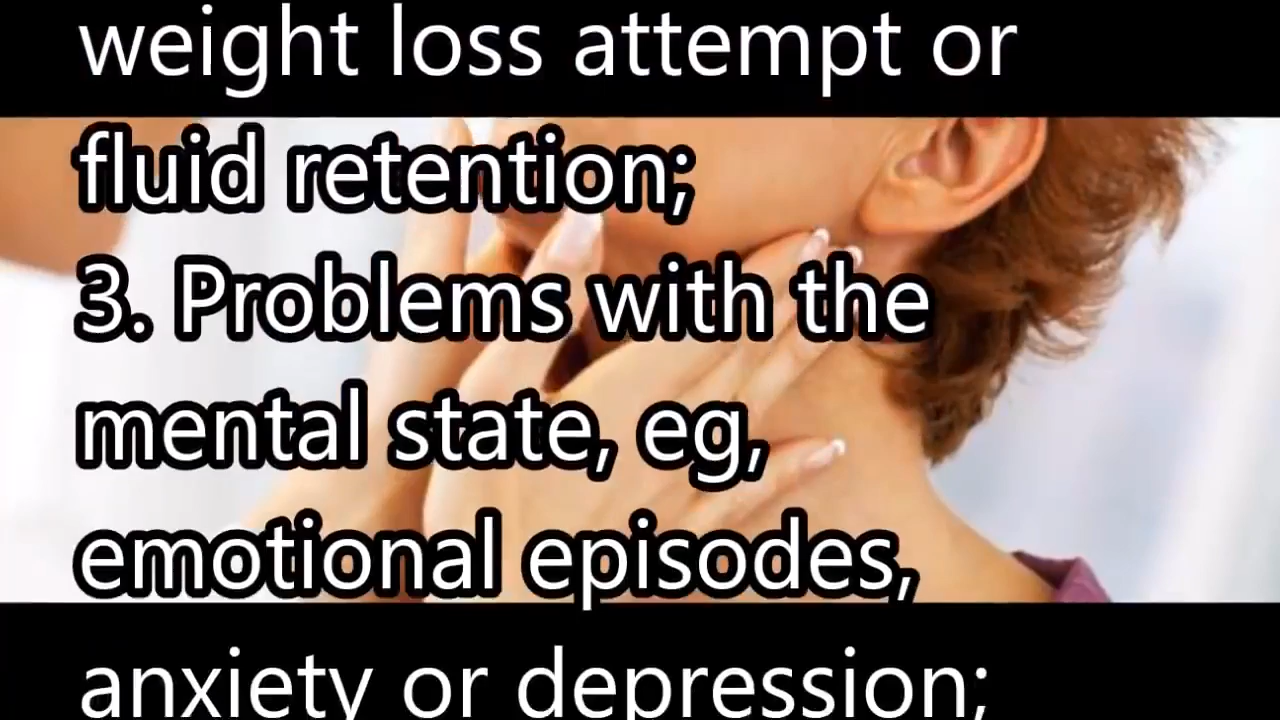 weight loss attempt or
fluid retention;
3. Problems with the
mental state, eg,
emotional episodes,
anxiety or depression;